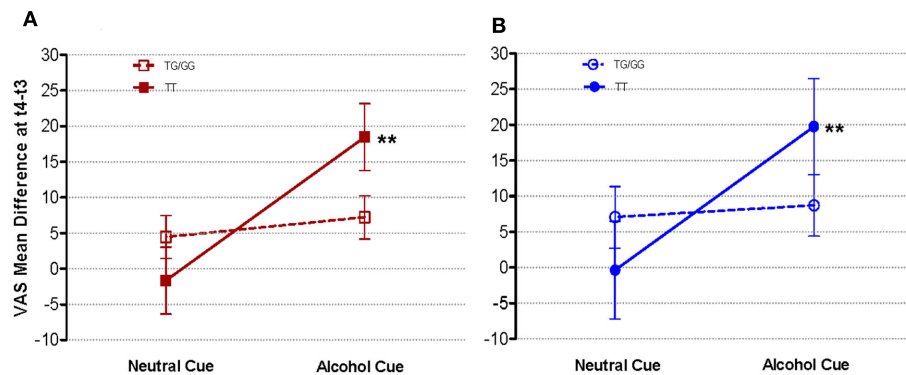 A
VAS Mean Difference at t4-t3
30
25
20
15
10
5
0
-5
-10
TG/GG
TT
**
Neutral Cue Alcohol Cue
B
30
25
20
15
10
5
0
-5
-10
TG/GG
TT
**
Neutral Cue Alcohol Cue